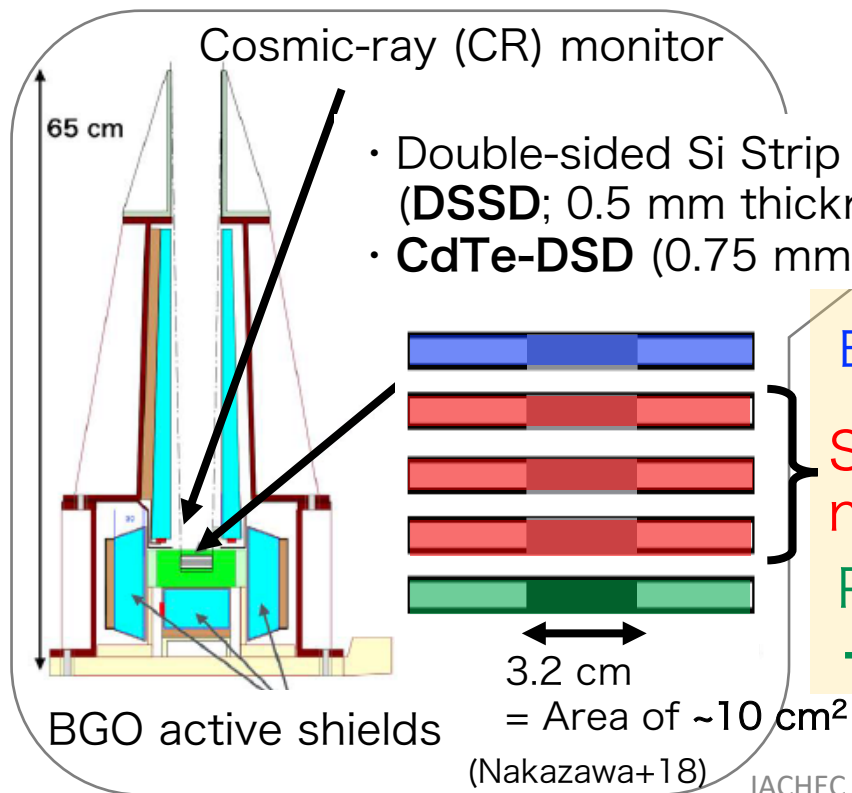 Cosmic-ray (CR) monitor
65 cm
・Double-sided Si Strip
(DSSD; 0.5 mm
・CdTe-DSD (0.75 mm
3.2 cm
= Area of ~10 cm²
BGO active shields
(Nakazawa+18)
IACHEC